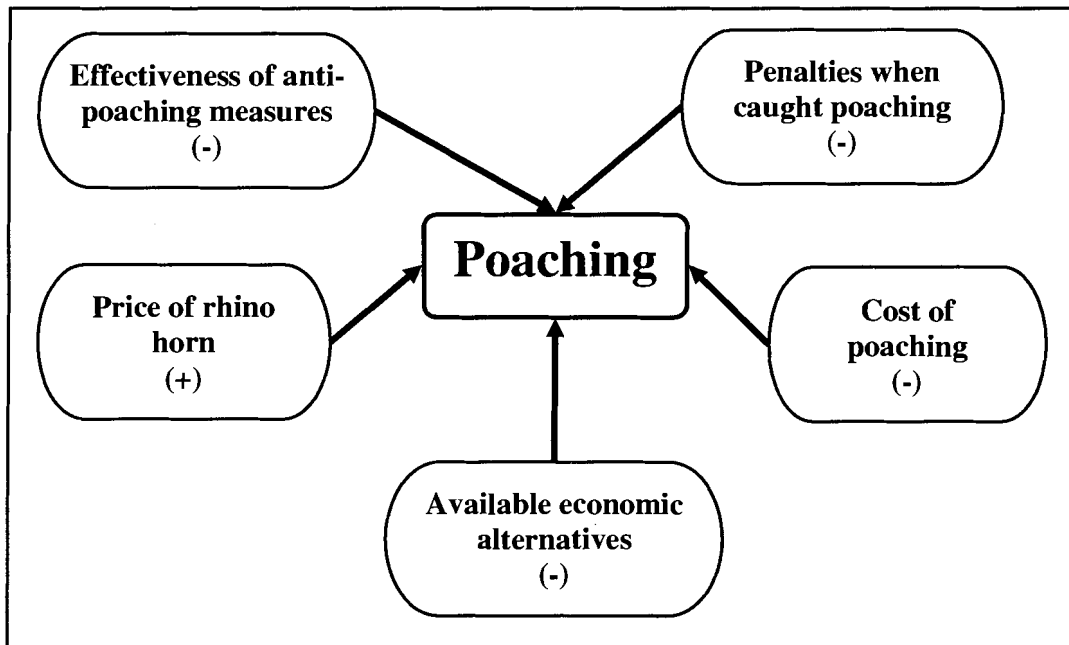 Effectiveness of anti-
poaching measures
(-)
Penalties when
caught poaching
(-)
Poaching
Price of rhino
horn
(+)
Cost of
poaching
(-)
Available economic
alternatives
(-)